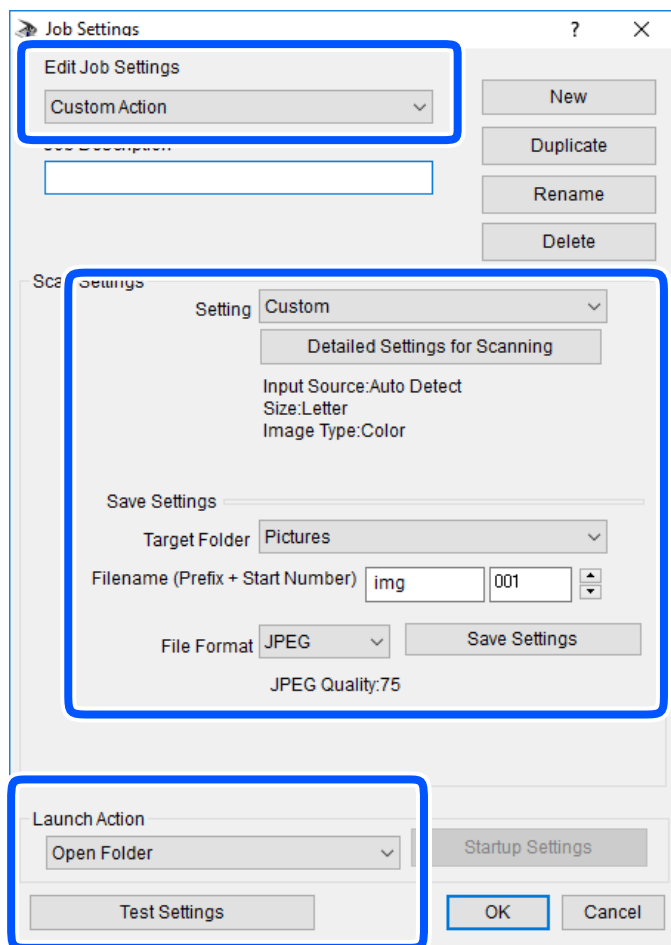 Job Settings
?
Edit Job Settings
Custom Action
New
Duplicate
Rename
Delete
Setting Custom
Detailed Settings for Scanning
Input Source:Auto Detect
Size:Letter
Image Type:Color
Save Settings
Target Folder Pictures
Filename (Prefix + Start Number) img 001
File Format JPEG Save Settings
JPEG Quality:75
Launch Action
Open Folder Startup Settings
Test Settings OK Cancel